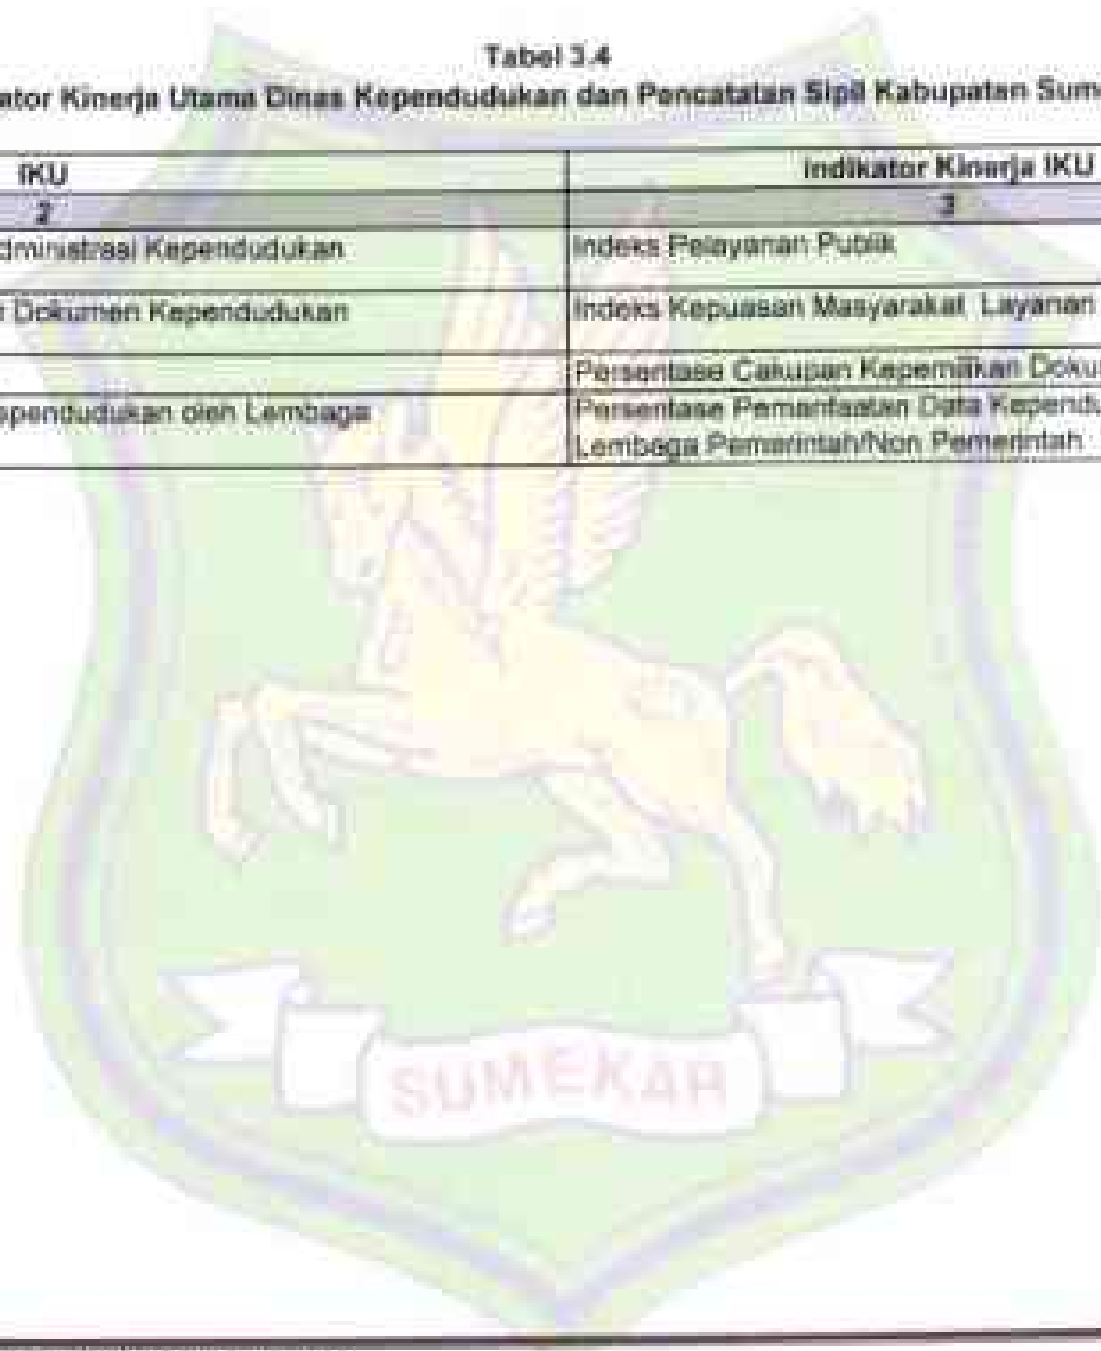 Tabel 3.4
ator Kinerja Utama Dinas Kependudukan dan Pencatatan Sipil Kabupaten Sum
IKU Indikator Kinerja IKU
2 3
dministrasi Kependudukan Indeks Pelayanan Publik
Dokumen Kependudukan Indeks Kepuasan Masyarakat Layanan
Persentase Cakupan Kepemilikan Doku
ependudukan oleh Lembaga Persentase Pemanfaatan Data Kepend
Lembaga Pemerintah/Non Pemerintah
SUMEKAR